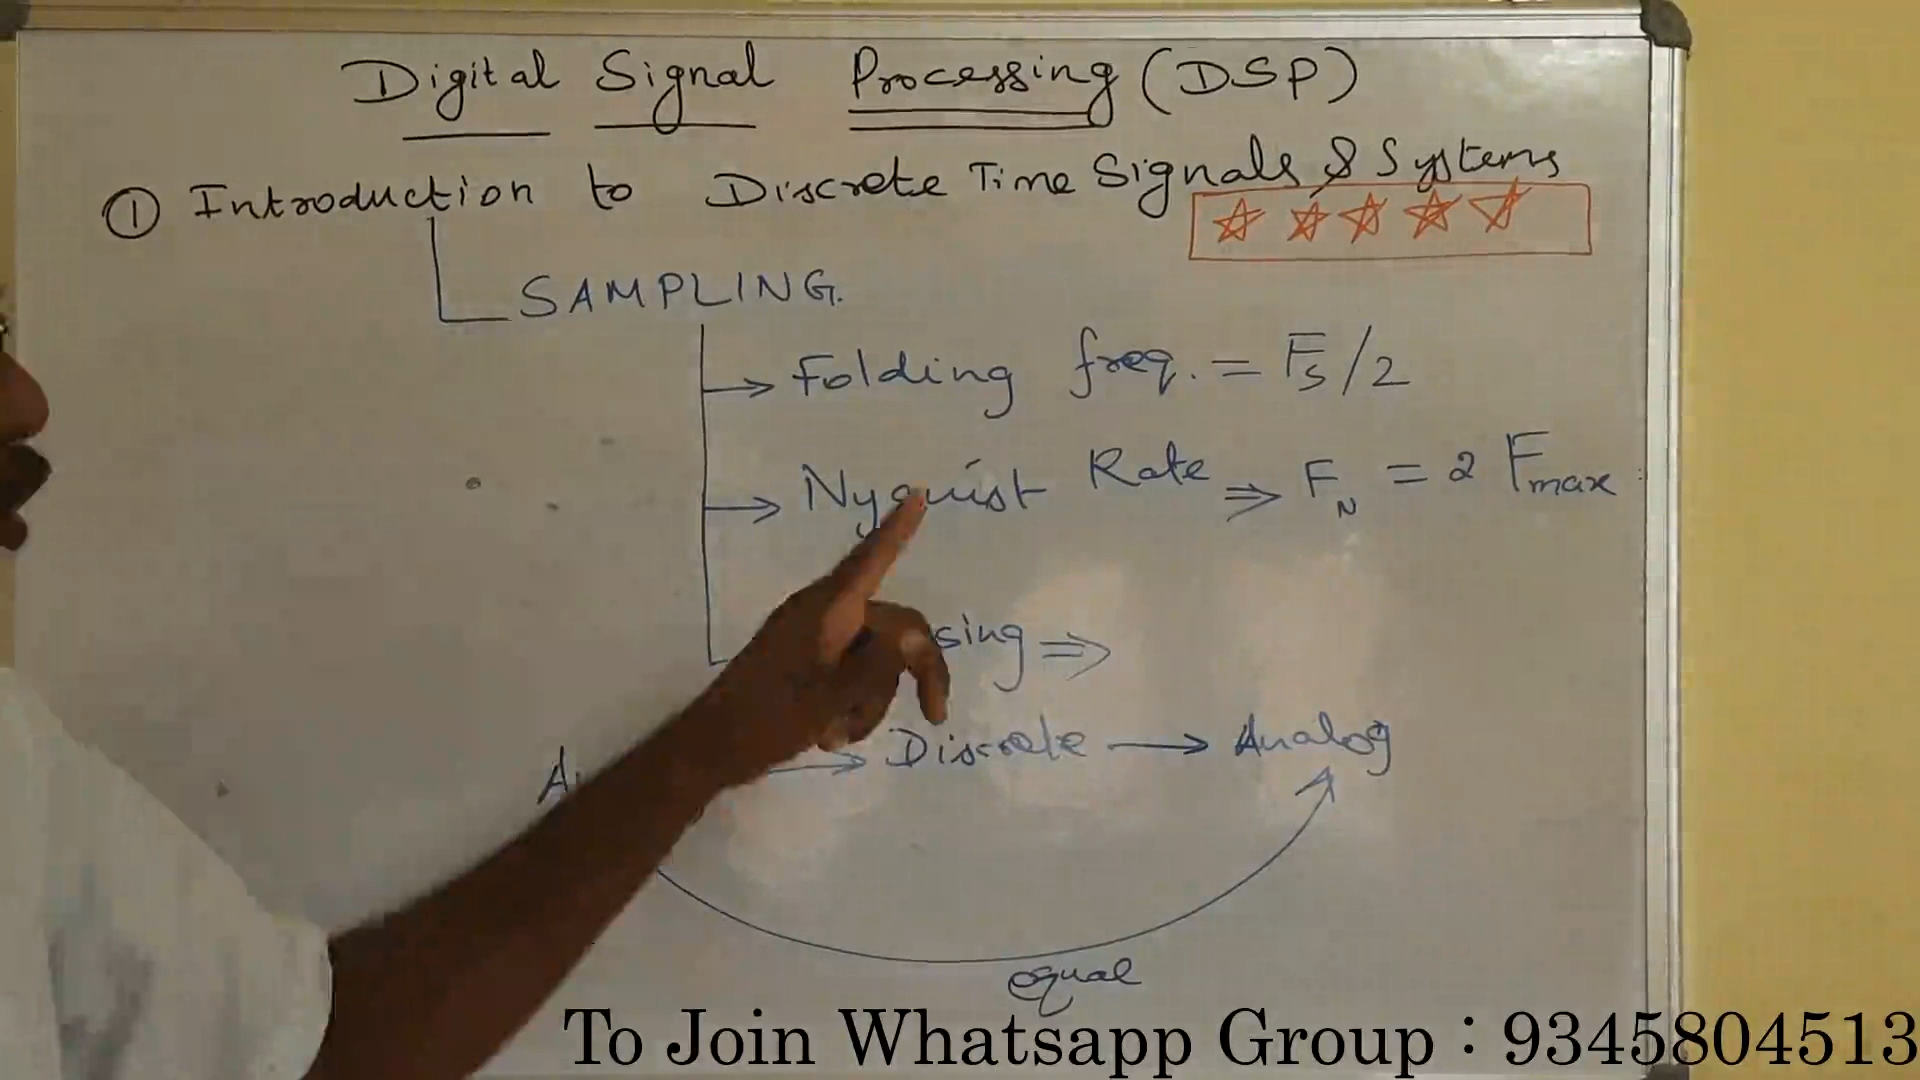 Digital Signal Processing (DSP)
① Introduction to Discrete Time Signals & Systems
SAMPLING.
→ Folding freq. = Fs/2
→ Nyquist Rate ⇒ FN = 2 Fmax
sing ⇒
A → Discrete → Analog
equal
To Join Whatsapp Group : 9345804513